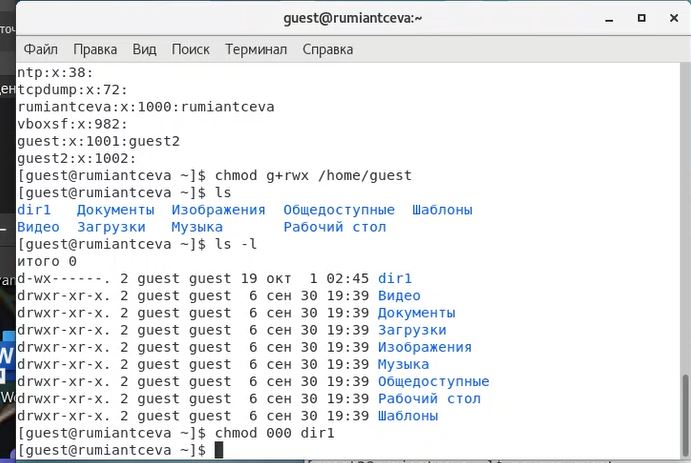 guest@rumiantceva:~
Файл Правка Вид Поиск Терминал Справка
ntp:x:38:
tcpdump:x:72:
rumiantceva:x:1000:rumiantceva
vboxsf:x:982:
guest:x:1001:guest2
guest2:x:1002:
[guest@rumiantceva ~]$ chmod g+rwx /home/guest
[guest@rumiantceva ~]$ ls
dir1 Документы Изображения Общедоступные Шаблоны
Видео Загрузки Музыка Рабочий стол
[guest@rumiantceva ~]$ ls -l
итого 0
d-wx------. 2 guest guest 19 окт 1 02:45 dir1
drwxr-xr-x. 2 guest guest 6 сен 30 19:39 Видео
drwxr-xr-x. 2 guest guest 6 сен 30 19:39 Документы
drwxr-xr-x. 2 guest guest 6 сен 30 19:39 Загрузки
drwxr-xr-x. 2 guest guest 6 сен 30 19:39 Изображения
drwxr-xr-x. 2 guest guest 6 сен 30 19:39 Музыка
drwxr-xr-x. 2 guest guest 6 сен 30 19:39 Общедоступные
drwxr-xr-x. 2 guest guest 6 сен 30 19:39 Рабочий стол
drwxr-xr-x. 2 guest guest 6 сен 30 19:39 Шаблоны
[guest@rumiantceva ~]$ chmod 000 dir1
[guest@rumiantceva ~]$